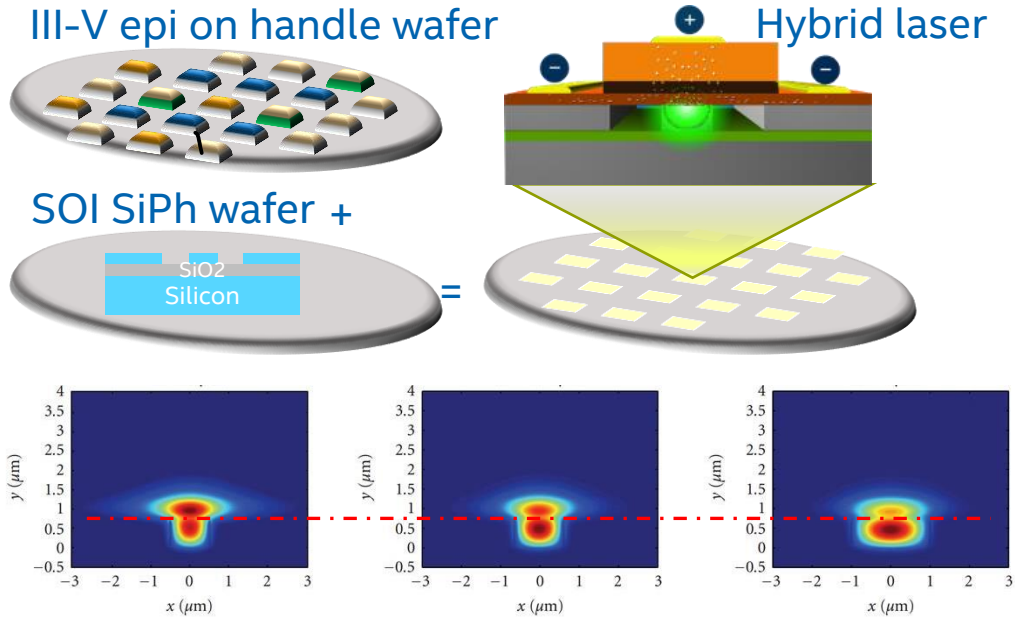 III-V epi on handle wafer
Hybrid laser
+
−
−
SOI SiPh wafer +
SiO2
Silicon
=
4
3.5
3
2.5
2
1.5
1
0.5
0
−0.5
y (μm)
−3 −2 −1 0 1 2 3
x (μm)
4
3.5
3
2.5
2
1.5
1
0.5
0
−0.5
y (μm)
−3 −2 −1 0 1 2 3
x (μm)
4
3.5
3
2.5
2
1.5
1
0.5
0
−0.5
y (μm)
−3 −2 −1 0 1 2 3
x (μm)